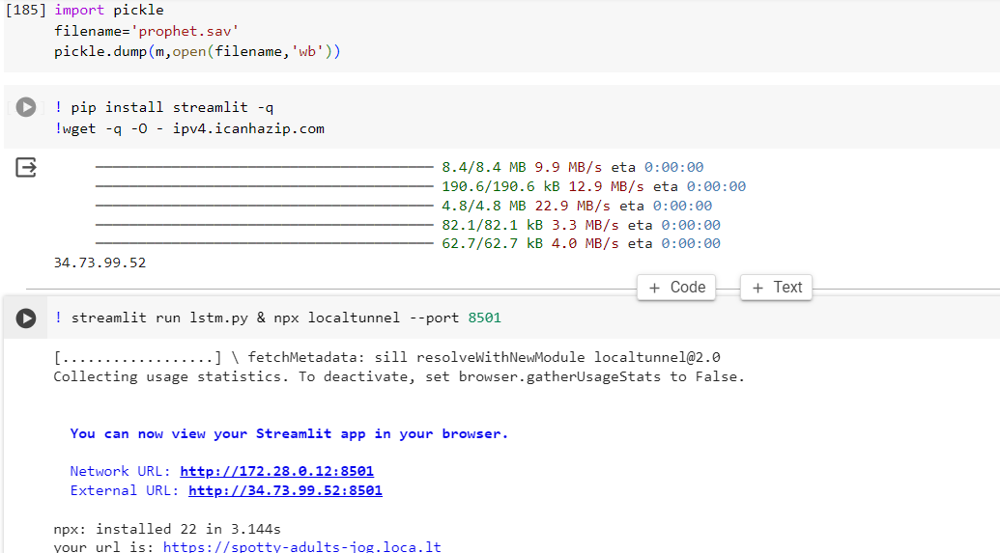 [185] import pickle
filename='prophet.sav'
pickle.dump(m,open(filename,'wb'))
! pip install streamlit -q
!wget -q -O - ipv4.icanhazip.com
8.4/8.4 MB 9.9 MB/s eta 0:00:00
190.6/190.6 kB 12.9 MB/s eta 0:00:00
4.8/4.8 MB 22.9 MB/s eta 0:00:00
82.1/82.1 kB 3.3 MB/s eta 0:00:00
62.7/62.7 kB 4.0 MB/s eta 0:00:00
34.73.99.52
+ Code + Text
! streamlit run lstm.py & npx localtunnel --port 8501
[..................] \ fetchMetadata: sill resolveWithNewModule localtunnel@2.0
Collecting usage statistics. To deactivate, set browser.gatherUsageStats to False.
You can now view your Streamlit app in your browser.
Network URL: http://172.28.0.12:8501
External URL: http://34.73.99.52:8501
npx: installed 22 in 3.144s
your url is: https://spotty-adults-jog.loca.lt